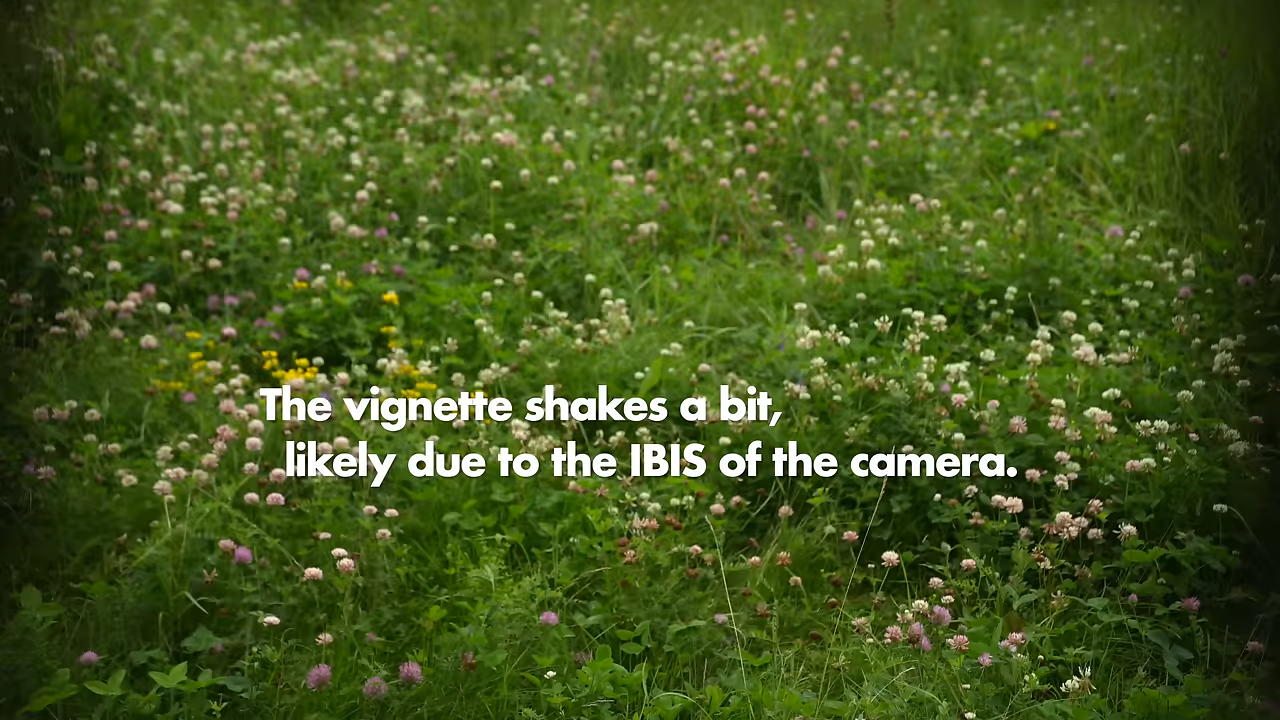 The vignette shakes a bit,
likely due to the IBIS of the camera.